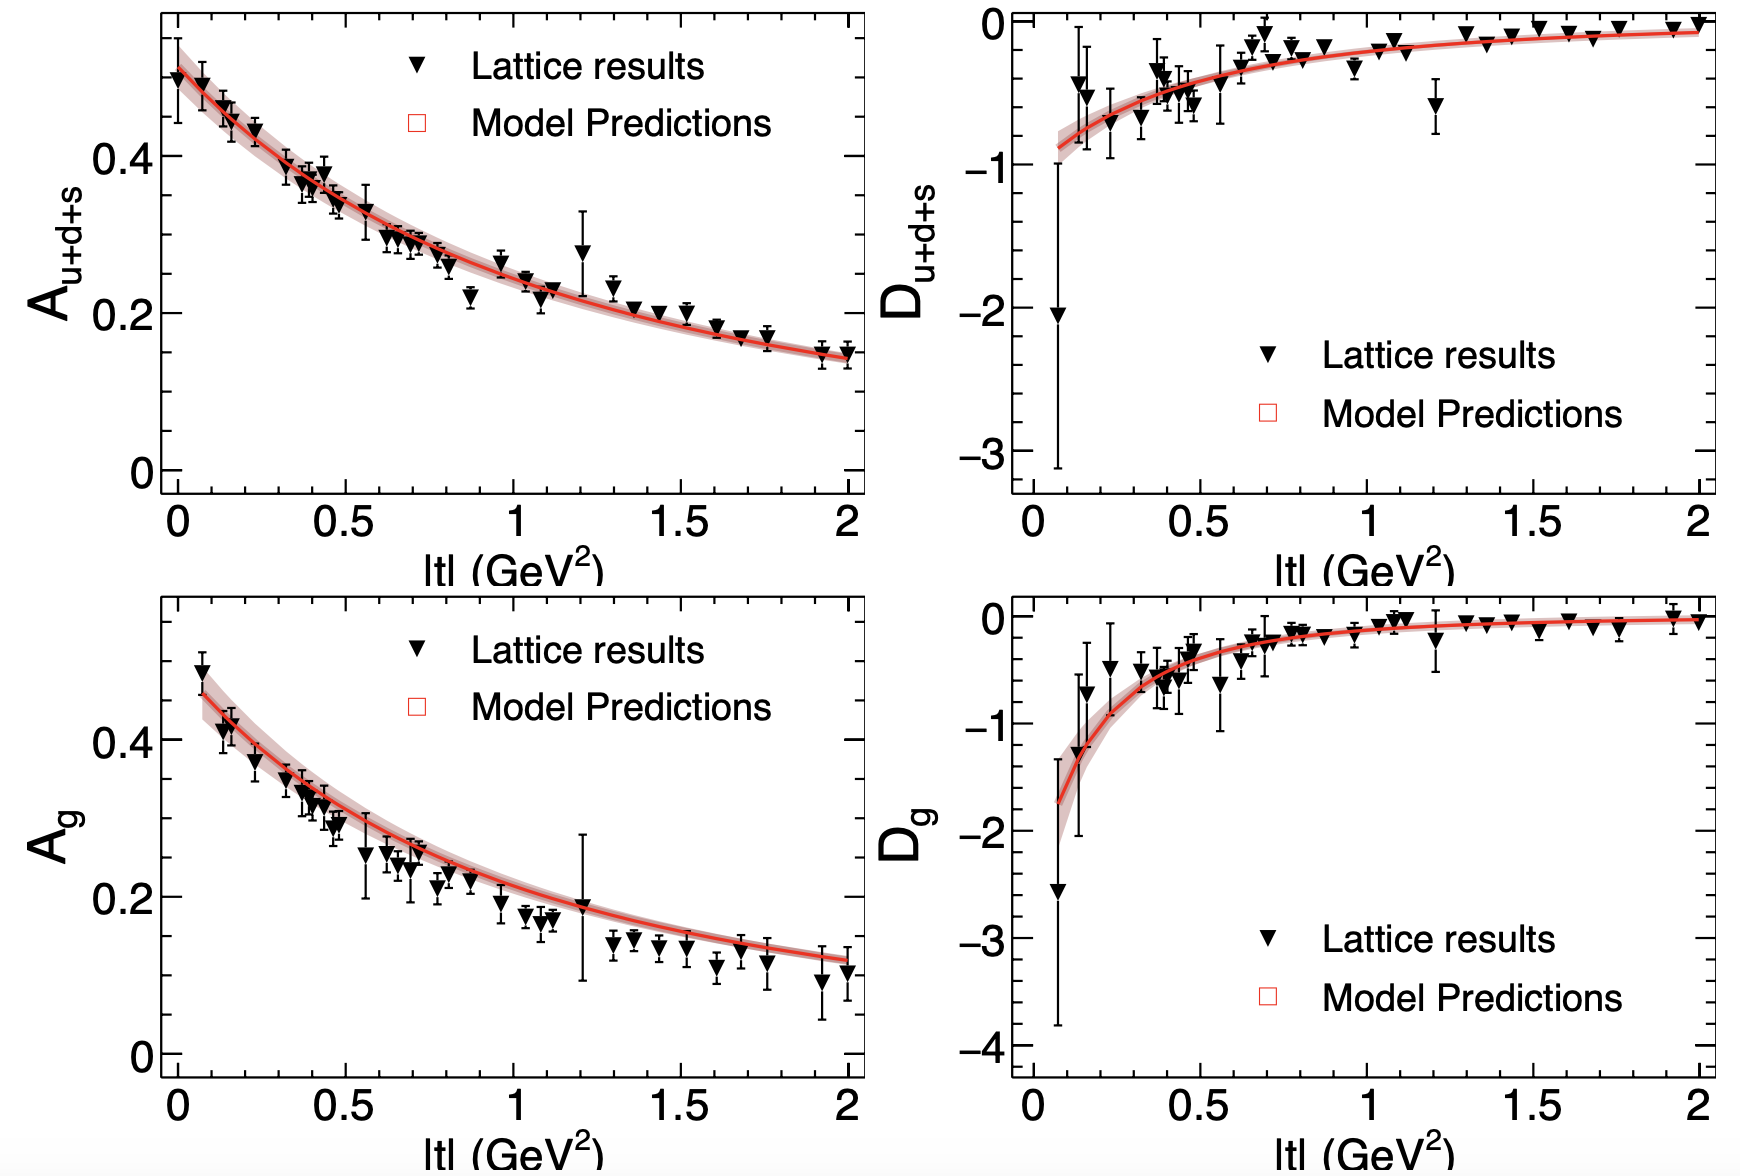 A_{u+d+s}
0.4
0.2
0
Lattice results
Model Predictions
0 0.5 1 1.5 2
|t| (GeV²)
D_{u+d+s}
0
−1
−2
−3
Lattice results
Model Predictions
0 0.5 1 1.5 2
|t| (GeV²)
A_g
0.4
0.2
0
Lattice results
Model Predictions
0 0.5 1 1.5 2
|t| (GeV²)
D_g
0
−1
−2
−3
−4
Lattice results
Model Predictions
0 0.5 1 1.5 2
|t| (GeV²)